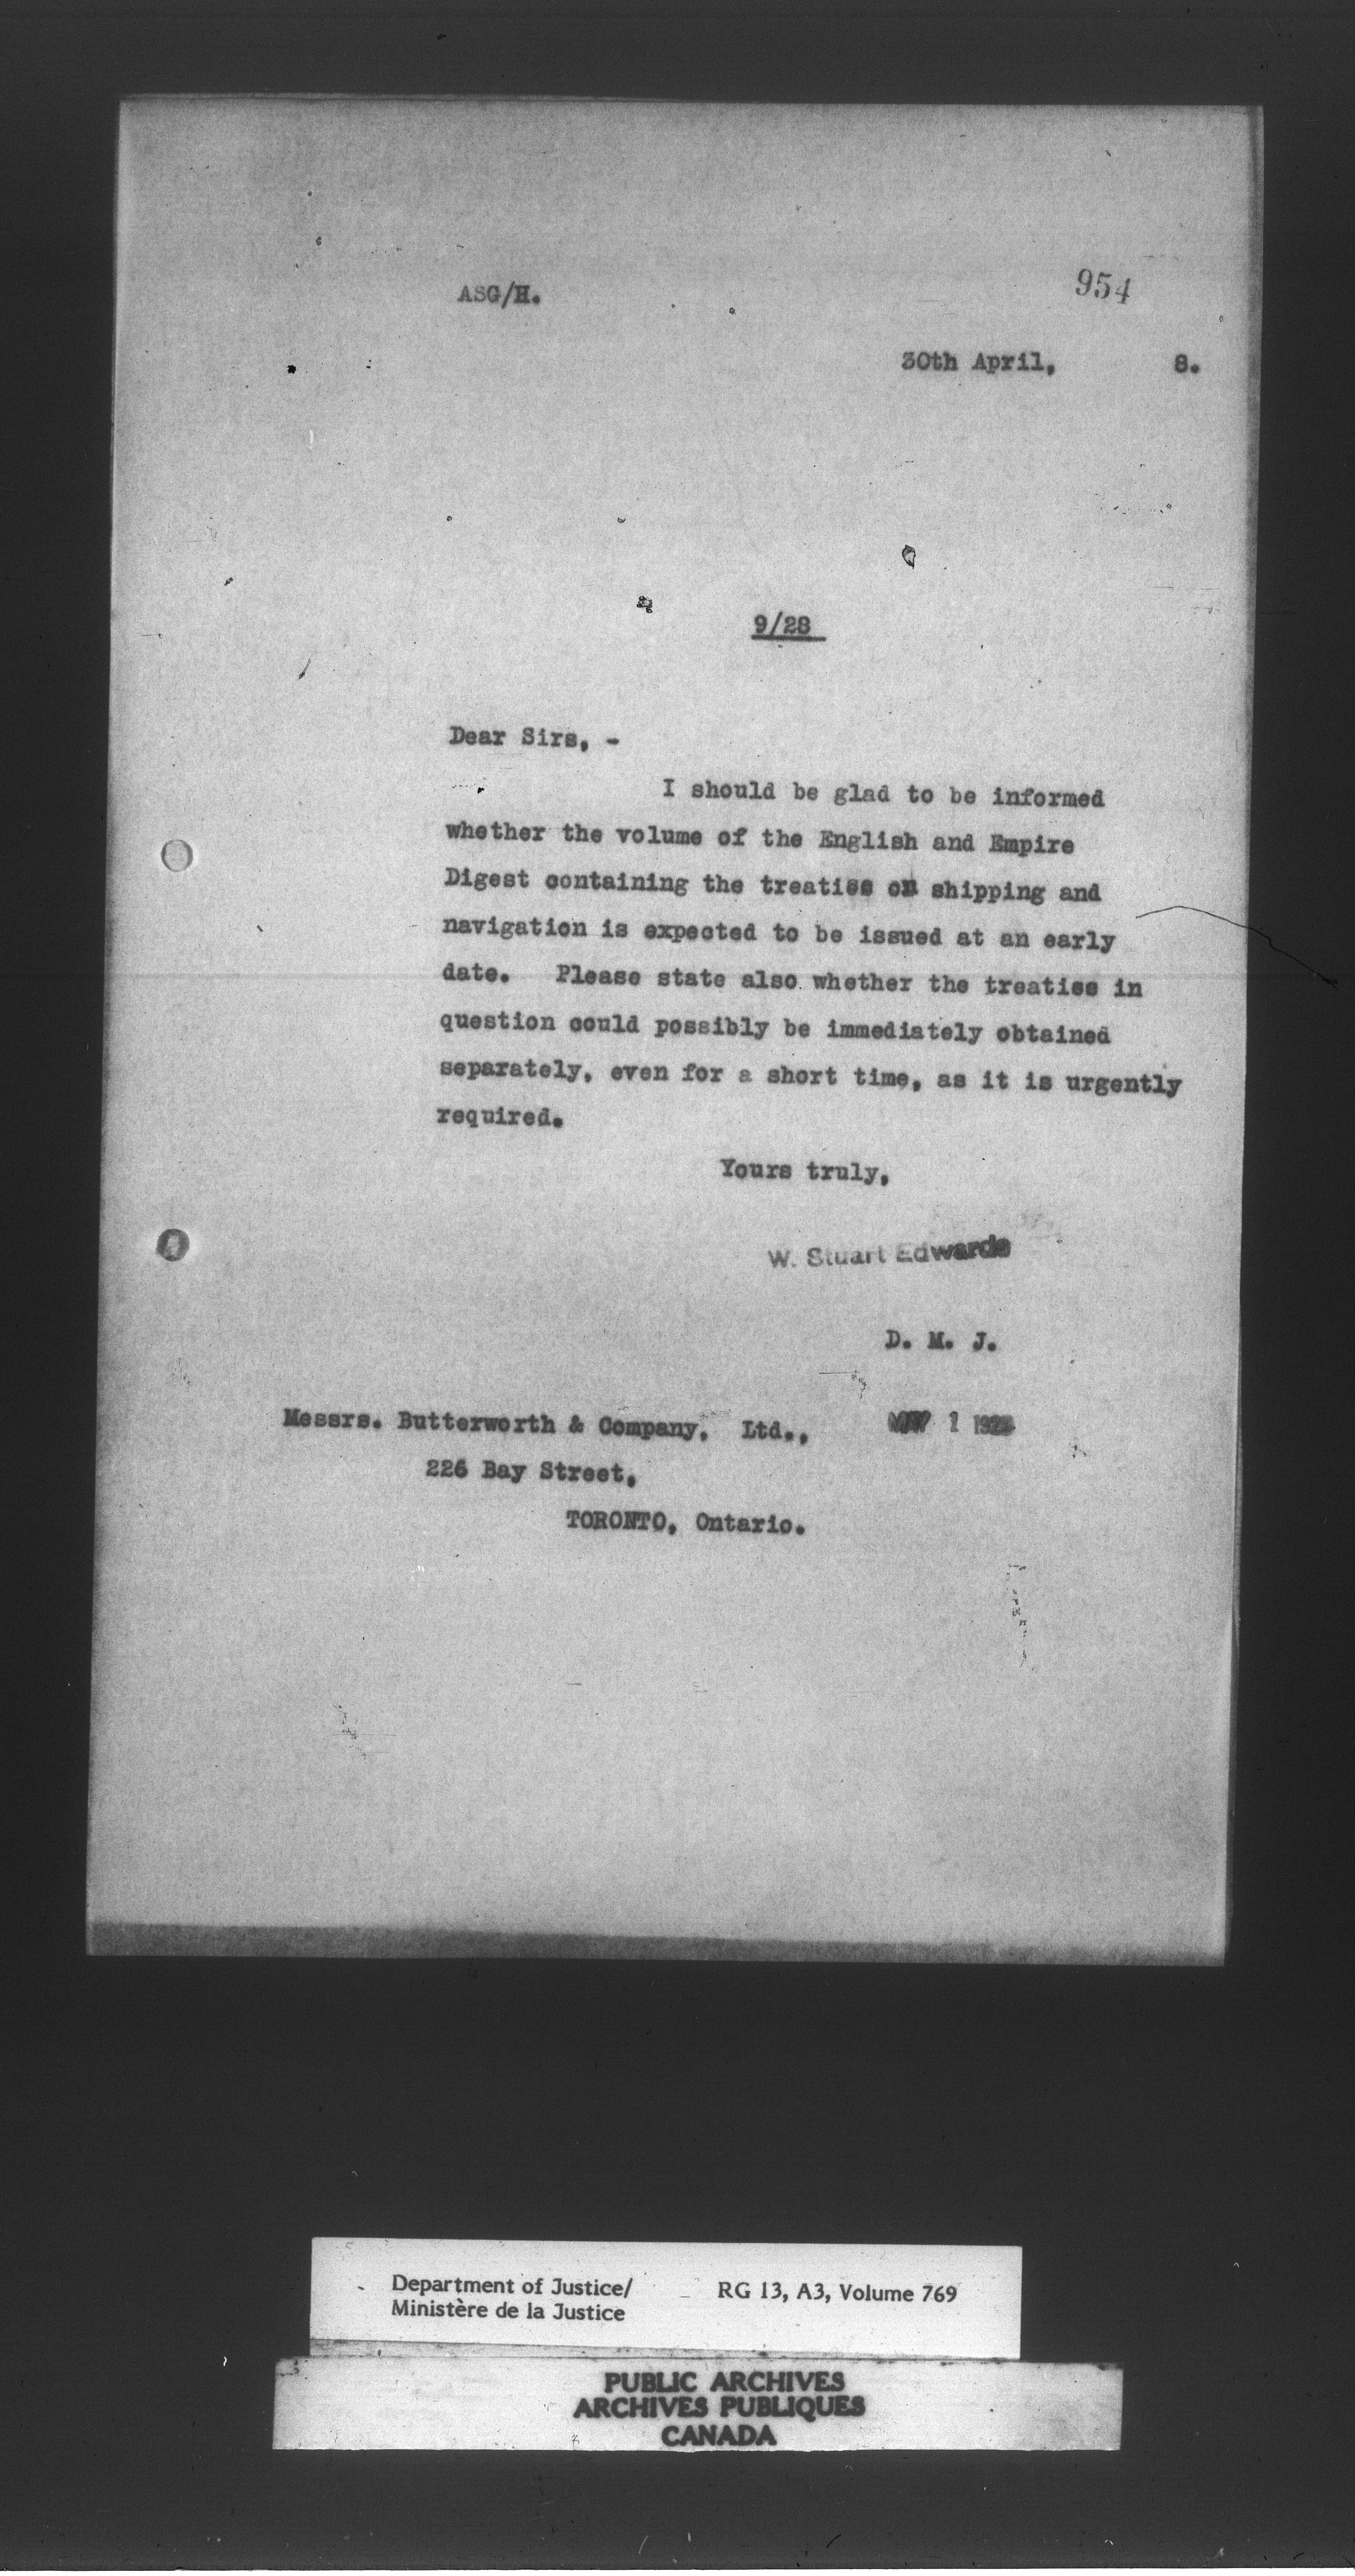 954
ASG/H.
30th April, 8.
9/28
Dear Sirs, -
I should be glad to be informed
whether the volume of the English and Empire
Digest containing the treatise on shipping and
navigation is expected to be issued at an early
date. Please state also whether the treatise in
question could possibly be immediately obtained
separately, even for a short time, as it is urgently
required.
Yours truly,
W. Stuart Edwards
D. M. J.
Messrs. Butterworth & Company, Ltd., MAY 1 1928
226 Bay Street,
TORONTO, Ontario.
Department of Justice/ RG 13, A3, Volume 769
Ministère de la Justice
PUBLIC ARCHIVES
ARCHIVES PUBLIQUES
CANADA